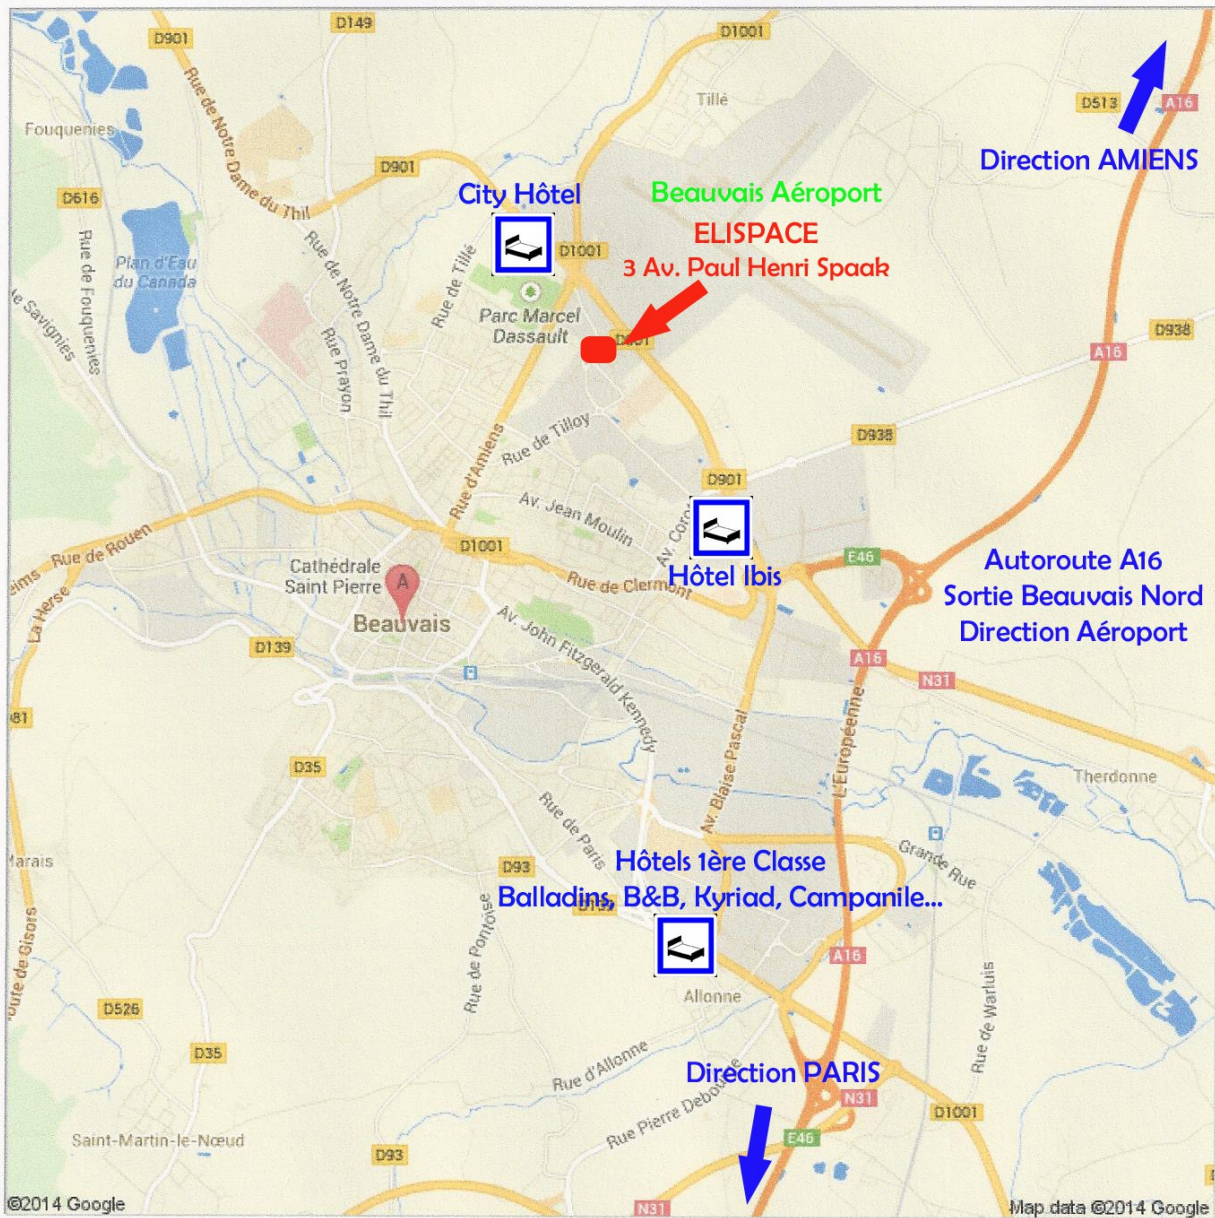 D149
D901
D1001
Tillé
D513
A16
Fouquenies
Rue de Notre Dame du Thil
D901
Direction AMIENS
D616
City Hôtel
Beauvais Aéroport
ELISPACE
3 Av. Paul Henri Spaak
D1001
Plan d'Eau
du Canada
Rue de Fouquenies
Rue de Notre Dame du Thil
Rue de Tillé
Parc Marcel
Dassault
Savignies
Rue Prayon
D938
A16
D938
Rue de Tilloy
Rue d'Amiens
D901
Av. Jean Moulin
Rue de Rouen
D1001
E46
Cathédrale
Saint Pierre
A
Rue de Clermont
Hôtel Ibis
Autoroute A16
Sortie Beauvais Nord
Direction Aéroport
La Herse
Beauvais
Av. John Fitzgerald Kennedy
D139
A16
N31
D35
Av. Blaise Pascal
L'Européenne
Therdonne
Rue de Paris
Grande Rue
D93
Hôtels 1ère Classe
Balladins, B&B, Kyriad, Campanile...
Rue de Pontoise
A16
Allonne
Rue de Warluis
D526
D35
Rue d'Allonne
Direction PARIS
N31
D1001
E46
Saint-Martin-le-Nœud
D93
N31
©2014 Google
Map data ©2014 Google